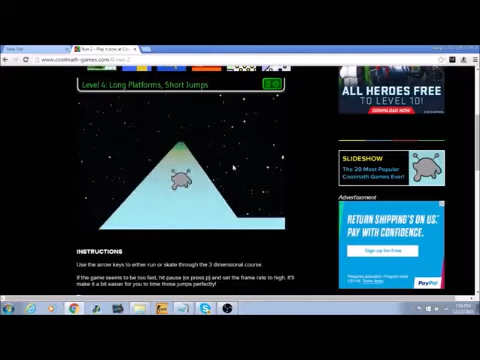 New Tab
Run 2 - Play it now at Co
www.coolmath-games.com/0-run-2
Level 4: Long Platforms, Short Jumps
ALL HEROES FREE
TO LEVEL 10!
DOWNLOAD NOW
SLIDESHOW
The 20 Most Popular
Coolmath Games Ever!
Advertisement
RETURN SHIPPING'S ON US.
PAY WITH CONFIDENCE.
Sign up for Free
PayPal
INSTRUCTIONS
Use the arrow keys to either run or skate through the 3 dimensional course.
If the game seems to be too fast, hit pause (or press p) and set the frame rate to high. It'll
make it a bit easier for you to time those jumps perfectly!